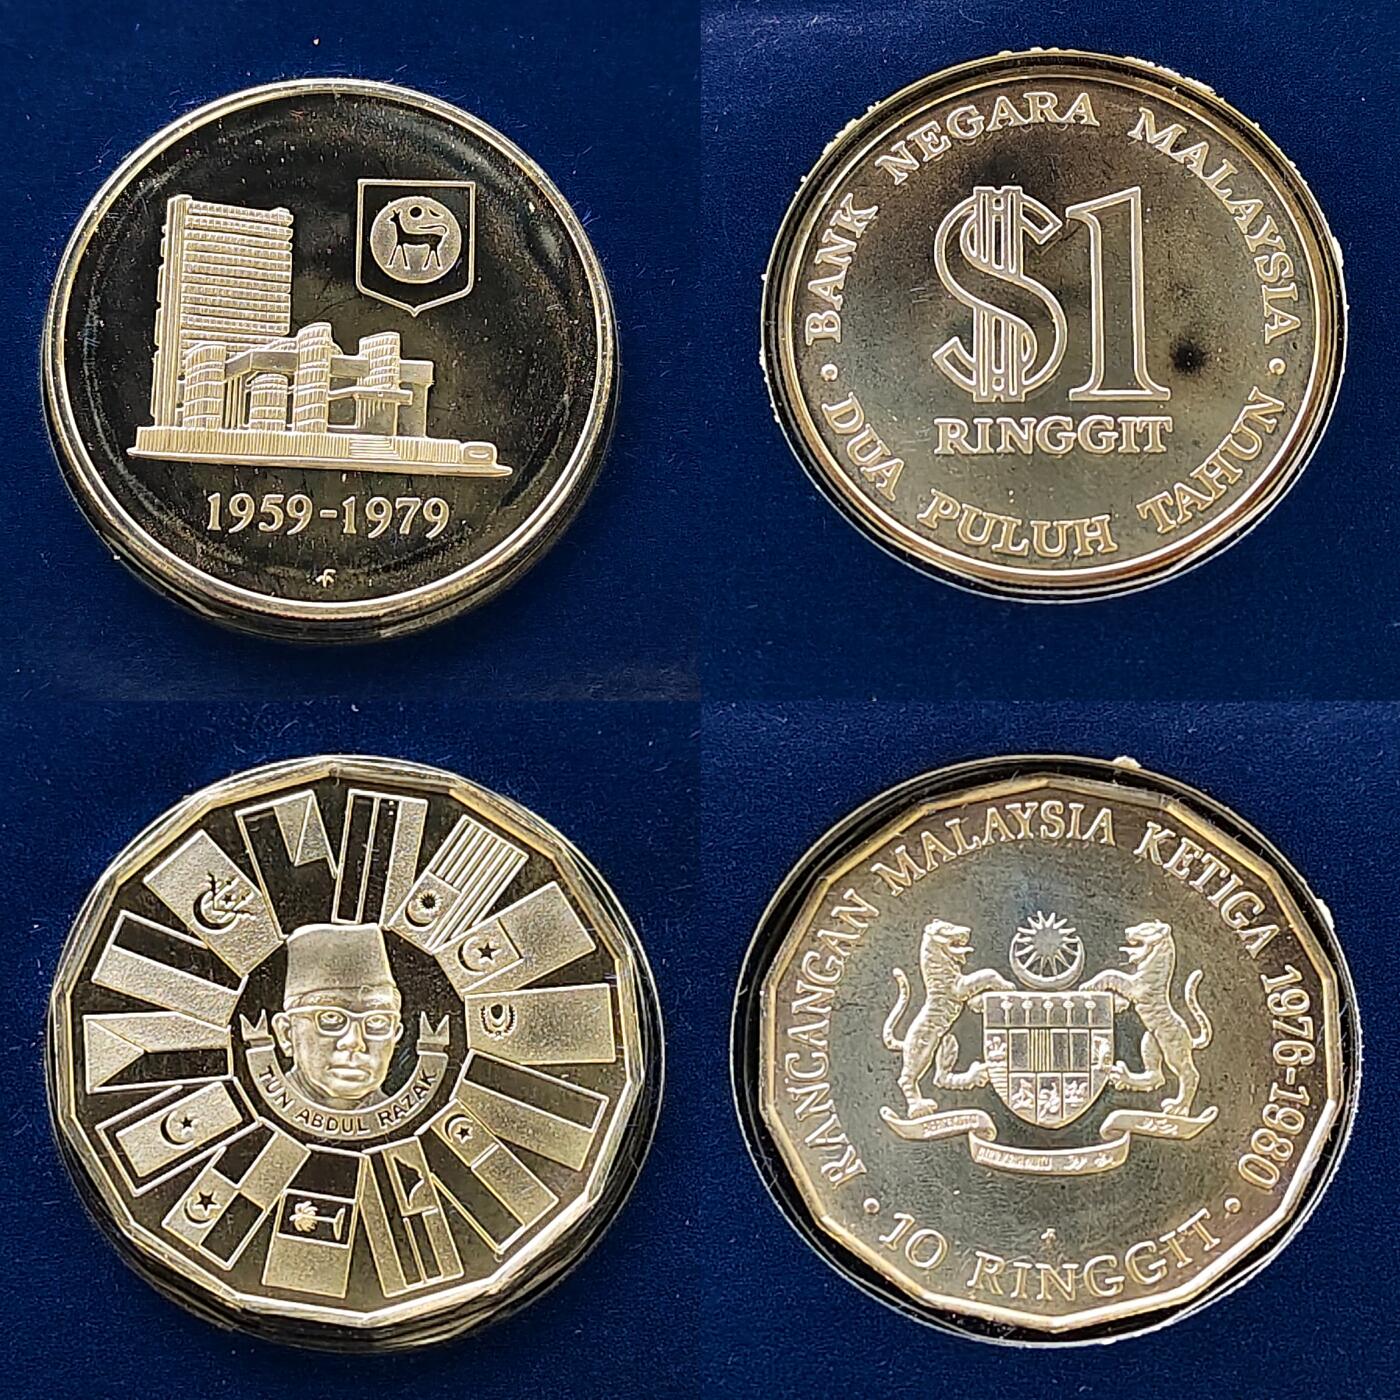 1959-1979
BANK NEGARA MALAYSIA
$1
RINGGIT
• DUA PULUH TAHUN •
TUN ABDUL RAZAK
RANCANGAN MALAYSIA KETIGA 1976-1980
• 10 RINGGIT •